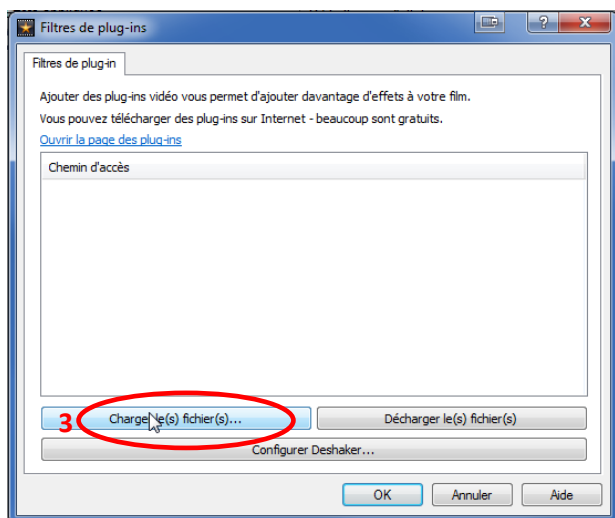 Filtres de plug-ins
Filtres de plug-in
Ajouter des plug-ins vidéo vous permet d'ajouter davantage d'effets à votre film.
Vous pouvez télécharger des plug-ins sur Internet - beaucoup sont gratuits.
Ouvrir la page des plug-ins
Chemin d'accès
3 Charger le(s) fichier(s)... Décharger le(s) fichier(s)
Configurer Deshaker...
OK Annuler Aide